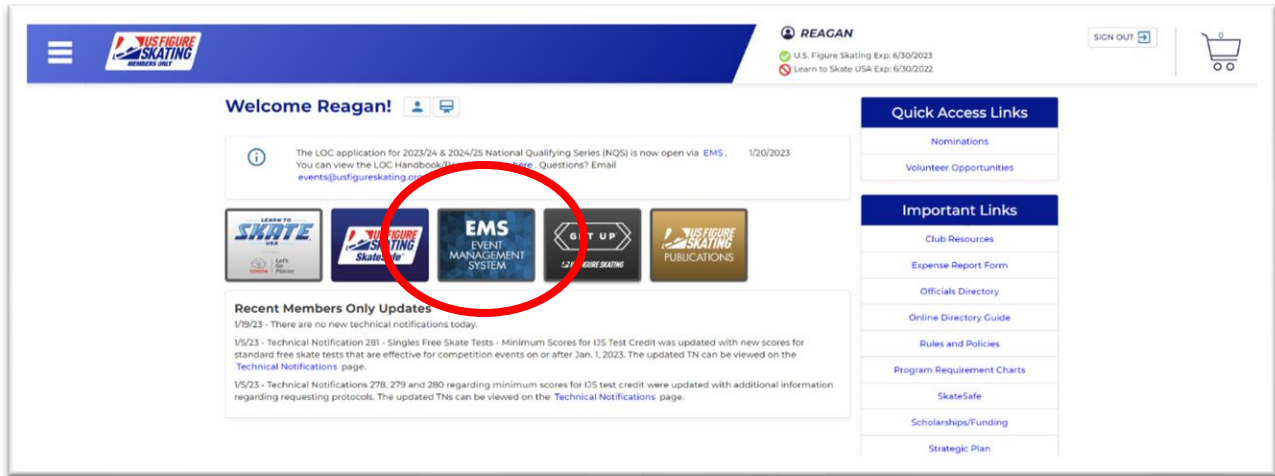 US FIGURE
SKATING
MEMBERS ONLY
REAGAN
U.S. Figure Skating Exp: 6/30/2023
Learn to Skate USA Exp: 6/30/2022
SIGN OUT
0
Welcome Reagan!
The LOC application for 2023/24 & 2024/25 National Qualifying Series (NQS) is now open via EMS. 1/20/2023
You can view the LOC Handbook here. Questions? Email
events@usfigureskating.org
LEARN TO
SKATE
USA
TOYOTA Let's Go Places
US FIGURE
SKATING
SkateSafe
EMS
EVENT
MANAGEMENT
SYSTEM
GET UP
US FIGURE SKATING
US FIGURE
SKATING
PUBLICATIONS
Recent Members Only Updates
1/19/23 - There are no new technical notifications today.
1/5/23 - Technical Notification 281 - Singles Free Skate Tests - Minimum Scores for IJS Test Credit was updated with new scores for
standard free skate tests that are effective for competition events on or after Jan. 1, 2023. The updated TN can be viewed on the
Technical Notifications page.
1/5/23 - Technical Notifications 278, 279 and 280 regarding minimum scores for IJS test credit were updated with additional information
regarding requesting protocols. The updated TNs can be viewed on the Technical Notifications page.
Quick Access Links
Nominations
Volunteer Opportunities
Important Links
Club Resources
Expense Report Form
Officials Directory
Online Directory Guide
Rules and Policies
Program Requirement Charts
SkateSafe
Scholarships/Funding
Strategic Plan